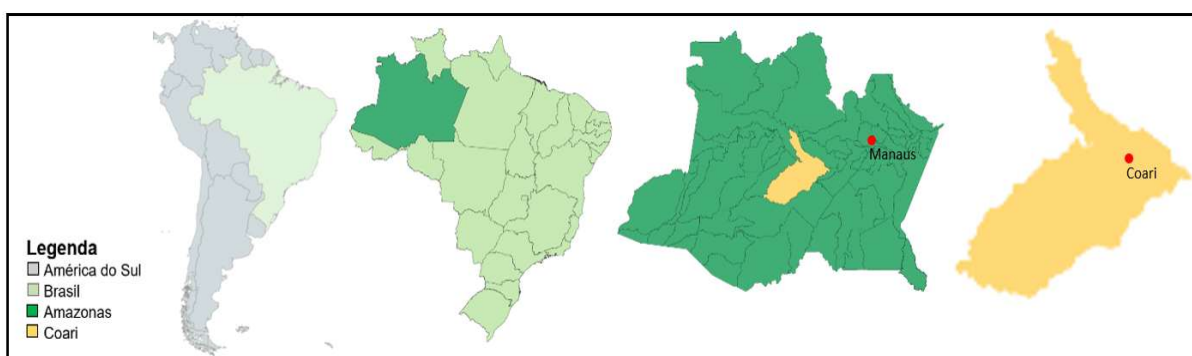 Manaus
Coari
Legenda
América do Sul
Brasil
Amazonas
Coari